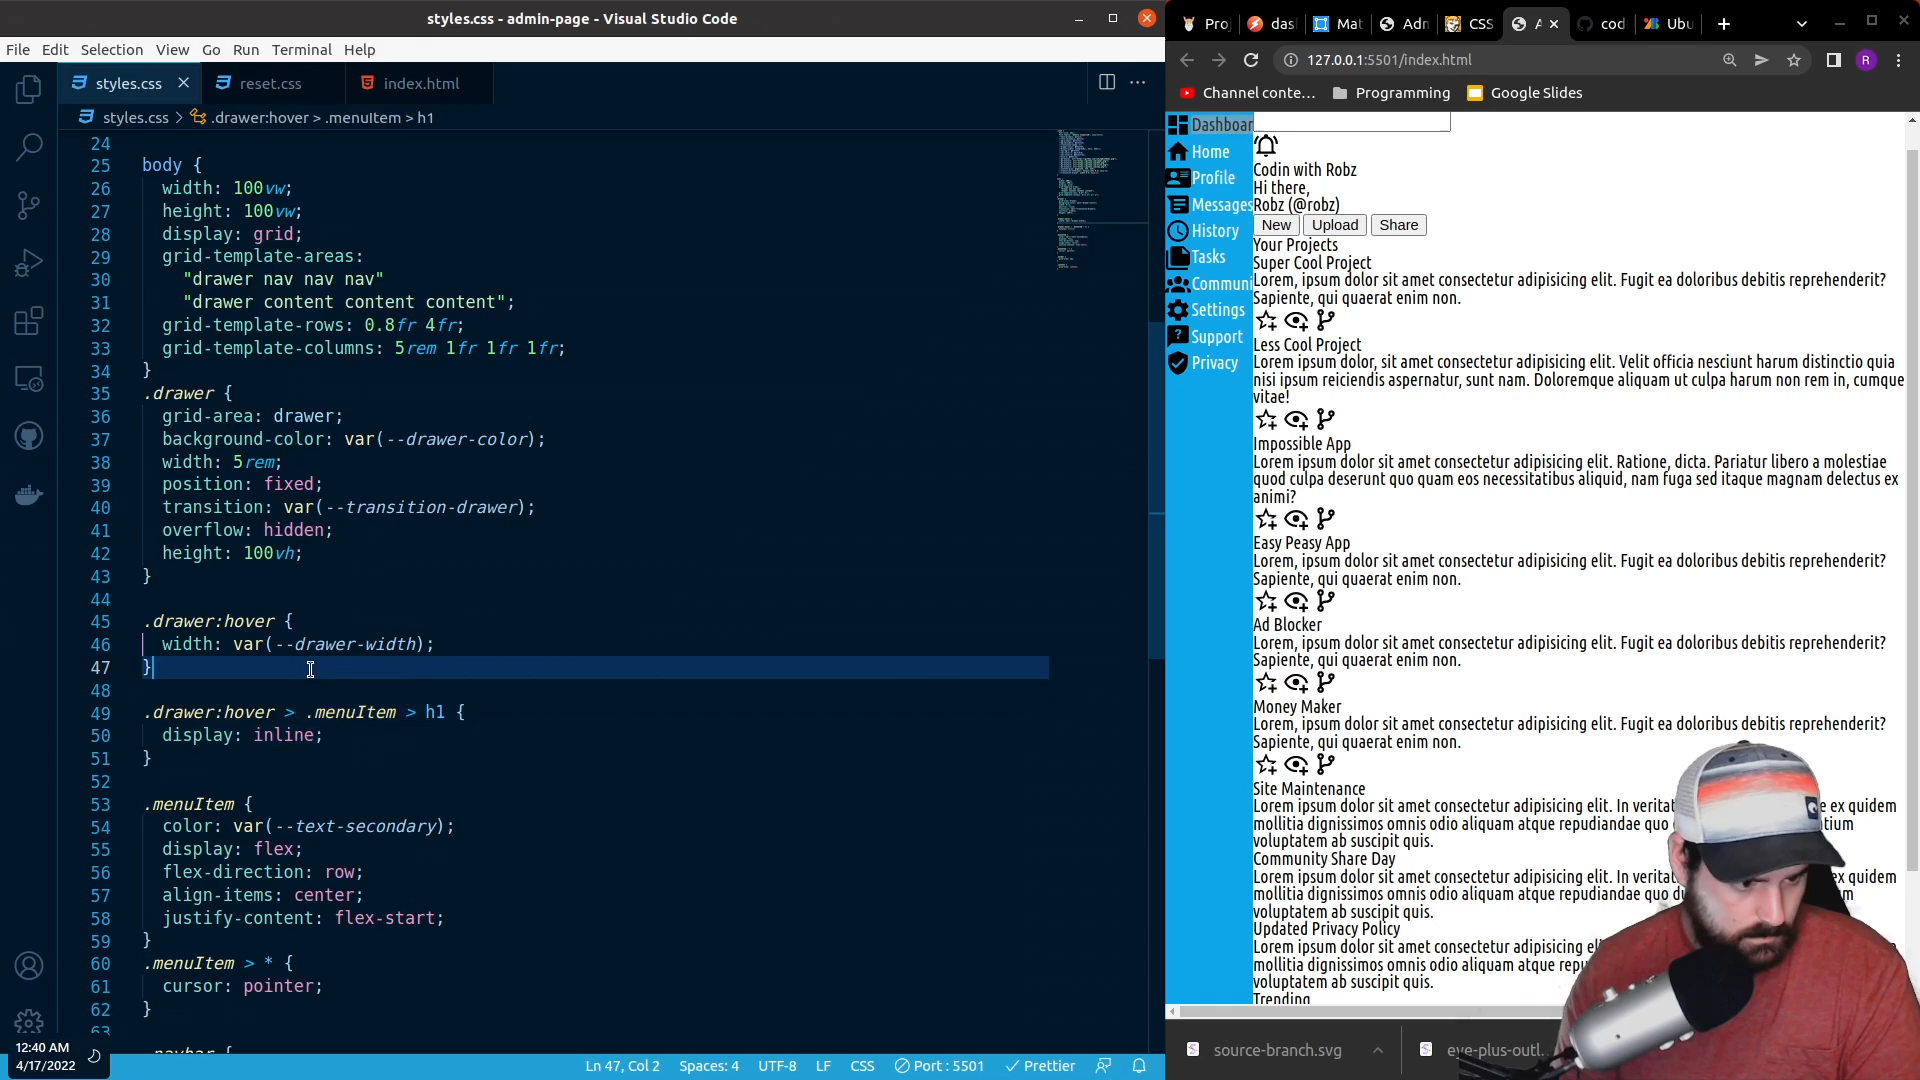 styles.css - admin-page - Visual Studio Code
File Edit Selection View Go Run Terminal Help
styles.css reset.css index.html
styles.css > .drawer:hover > .menuItem > h1
24
25 body {
26 width: 100vw;
27 height: 100vw;
28 display: grid;
29 grid-template-areas:
30 "drawer nav nav nav"
31 "drawer content content content";
32 grid-template-rows: 0.8fr 4fr;
33 grid-template-columns: 5rem 1fr 1fr 1fr;
34 }
35 .drawer {
36 grid-area: drawer;
37 background-color: var(--drawer-color);
38 width: 5rem;
39 position: fixed;
40 transition: var(--transition-drawer);
41 overflow: hidden;
42 height: 100vh;
43 }
44
45 .drawer:hover {
46 width: var(--drawer-width);
47 }
48
49 .drawer:hover > .menuItem > h1 {
50 display: inline;
51 }
52
53 .menuItem {
54 color: var(--text-secondary);
55 display: flex;
56 flex-direction: row;
57 align-items: center;
58 justify-content: flex-start;
59 }
60 .menuItem > * {
61 cursor: pointer;
62 }
63
.navbar {
12:40 AM
4/17/2022
Ln 47, Col 2 Spaces: 4 UTF-8 LF CSS Port : 5501 Prettier
Proj das Mat Adn CSS A cod Ubu
127.0.0.1:5501/index.html R
Channel conte... Programming Google Slides
Dashboar
Home
Profile
Messages
History
Tasks
Communi
Settings
Support
Privacy
Codin with Robz
Hi there,
Robz (@robz)
New Upload Share
Your Projects
Super Cool Project
Lorem, ipsum dolor sit amet consectetur adipisicing elit. Fugit ea doloribus debitis reprehenderit?
Sapiente, qui quaerat enim non.
Less Cool Project
Lorem ipsum dolor, sit amet consectetur adipisicing elit. Velit officia nesciunt harum distinctio quia
nisi ipsum reiciendis aspernatur, sunt nam. Doloremque aliquam ut culpa harum non rem in, cumque
vitae!
Impossible App
Lorem ipsum dolor sit amet consectetur adipisicing elit. Ratione, dicta. Pariatur libero a molestiae
quod culpa deserunt quo quam eos necessitatibus aliquid, nam fuga sed itaque magnam delectus ex
animi?
Easy Peasy App
Lorem, ipsum dolor sit amet consectetur adipisicing elit. Fugit ea doloribus debitis reprehenderit?
Sapiente, qui quaerat enim non.
Ad Blocker
Lorem, ipsum dolor sit amet consectetur adipisicing elit. Fugit ea doloribus debitis reprehenderit?
Sapiente, qui quaerat enim non.
Money Maker
Lorem, ipsum dolor sit amet consectetur adipisicing elit. Fugit ea doloribus debitis reprehenderit?
Sapiente, qui quaerat enim non.
Site Maintenance
Lorem ipsum dolor sit amet consectetur adipisicing elit. In veritat e ex quidem
mollitia dignissimos omnis odio aliquam atque repudiandae quo tium
voluptatem ab suscipit quis.
Community Share Day
Lorem ipsum dolor sit amet consectetur adipisicing elit. In veritat ex quidem
mollitia dignissimos omnis odio aliquam atque repudiandae quo d tium
voluptatem ab suscipit quis.
Updated Privacy Policy
Lorem ipsum dolor sit amet consectetur adipisicing eli quidem
mollitia dignissimos omnis odio aliquam atque rep
voluptatem ab suscipit quis.
Trending
source-branch.svg eye-plus-outl...